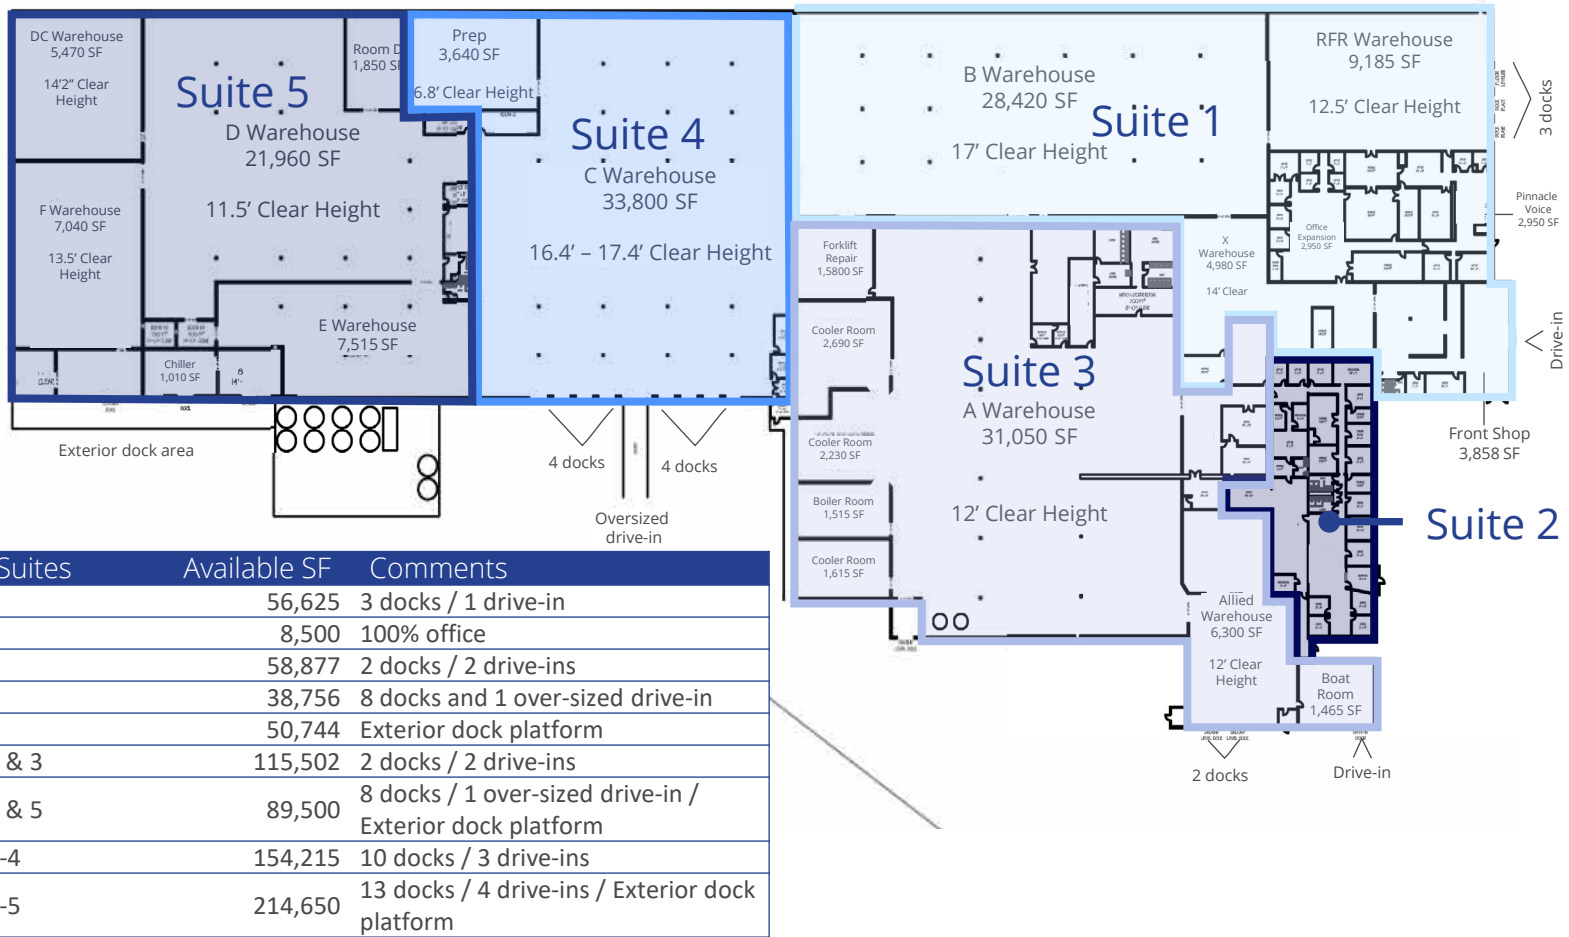 DC Warehouse
5,470 SF
14'2" Clear
Height
Suite 5
Room D
1,850 SF
D Warehouse
21,960 SF
11.5' Clear Height
F Warehouse
7,040 SF
13.5' Clear
Height
E Warehouse
7,515 SF
Chiller
1,010 SF
Exterior dock area
Prep
3,640 SF
6.8' Clear Height
Suite 4
C Warehouse
33,800 SF
16.4' – 17.4' Clear Height
4 docks
4 docks
Oversized
drive-in
B Warehouse
28,420 SF
Suite 1
17' Clear Height
RFR Warehouse
9,185 SF
12.5' Clear Height
3 docks
Pinnacle
Voice
2,950 SF
Office
Expansion
2,950 SF
X
Warehouse
4,980 SF
14' Clear
Drive-in
Front Shop
3,858 SF
Forklift
Repair
1,5800 SF
Cooler Room
2,690 SF
Suite 3
A Warehouse
31,050 SF
12' Clear Height
Cooler Room
2,230 SF
Boiler Room
1,515 SF
Cooler Room
1,615 SF
Suite 2
Allied
Warehouse
6,300 SF
12' Clear
Height
Boat
Room
1,465 SF
2 docks
Drive-in
Suites Available SF Comments
56,625 3 docks / 1 drive-in
8,500 100% office
58,877 2 docks / 2 drive-ins
38,756 8 docks and 1 over-sized drive-in
50,744 Exterior dock platform
& 3 115,502 2 docks / 2 drive-ins
& 5 89,500 8 docks / 1 over-sized drive-in /
Exterior dock platform
-4 154,215 10 docks / 3 drive-ins
-5 214,650 13 docks / 4 drive-ins / Exterior dock
platform